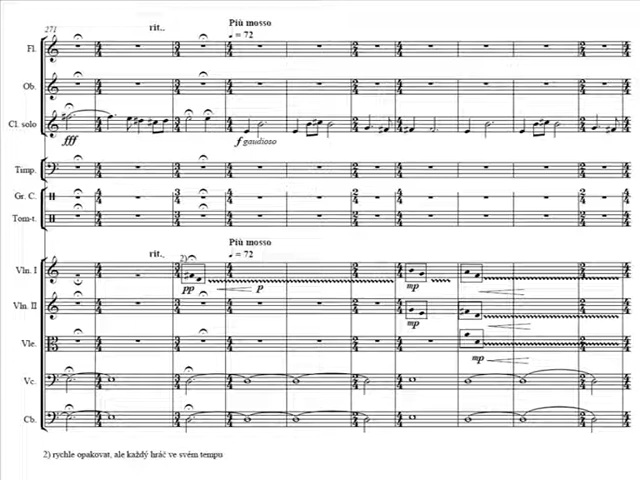 271
rit..
Più mosso
♩ = 72
Fl.
Ob.
Cl. solo
fff
f gaudioso
Timp.
Gr. C.
Tom-t.
rit..
Più mosso
♩ = 72
2)
Vln. I
pp
p
mp
Vln. II
mp
Vle.
mp
Vc.
Cb.
2) rychle opakovat, ale každý hráč ve svém tempu